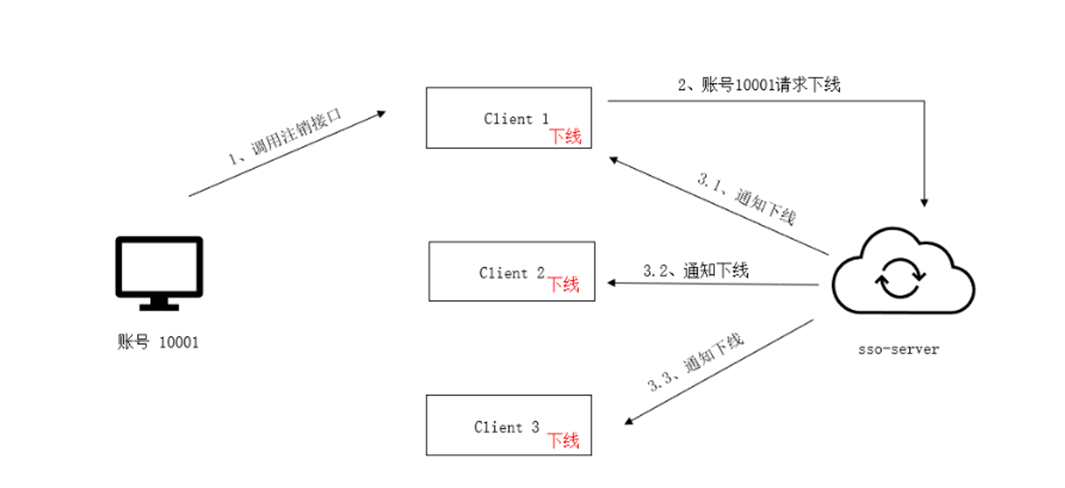 2、账号10001请求下线
Client 1
下线
1、调用注销接口
3.1、通知下线
Client 2
下线
3.2、通知下线
账号 10001
sso-server
3.3、通知下线
Client 3
下线